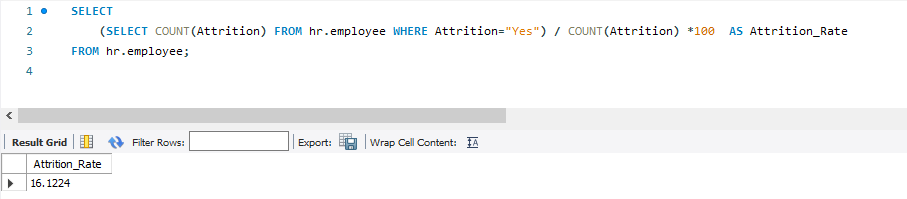 1 SELECT
2 (SELECT COUNT(Attrition) FROM hr.employee WHERE Attrition="Yes") / COUNT(Attrition) *100 AS Attrition_Rate
3 FROM hr.employee;
4
Result Grid Filter Rows: Export: Wrap Cell Content: IA
Attrition_Rate
16.1224